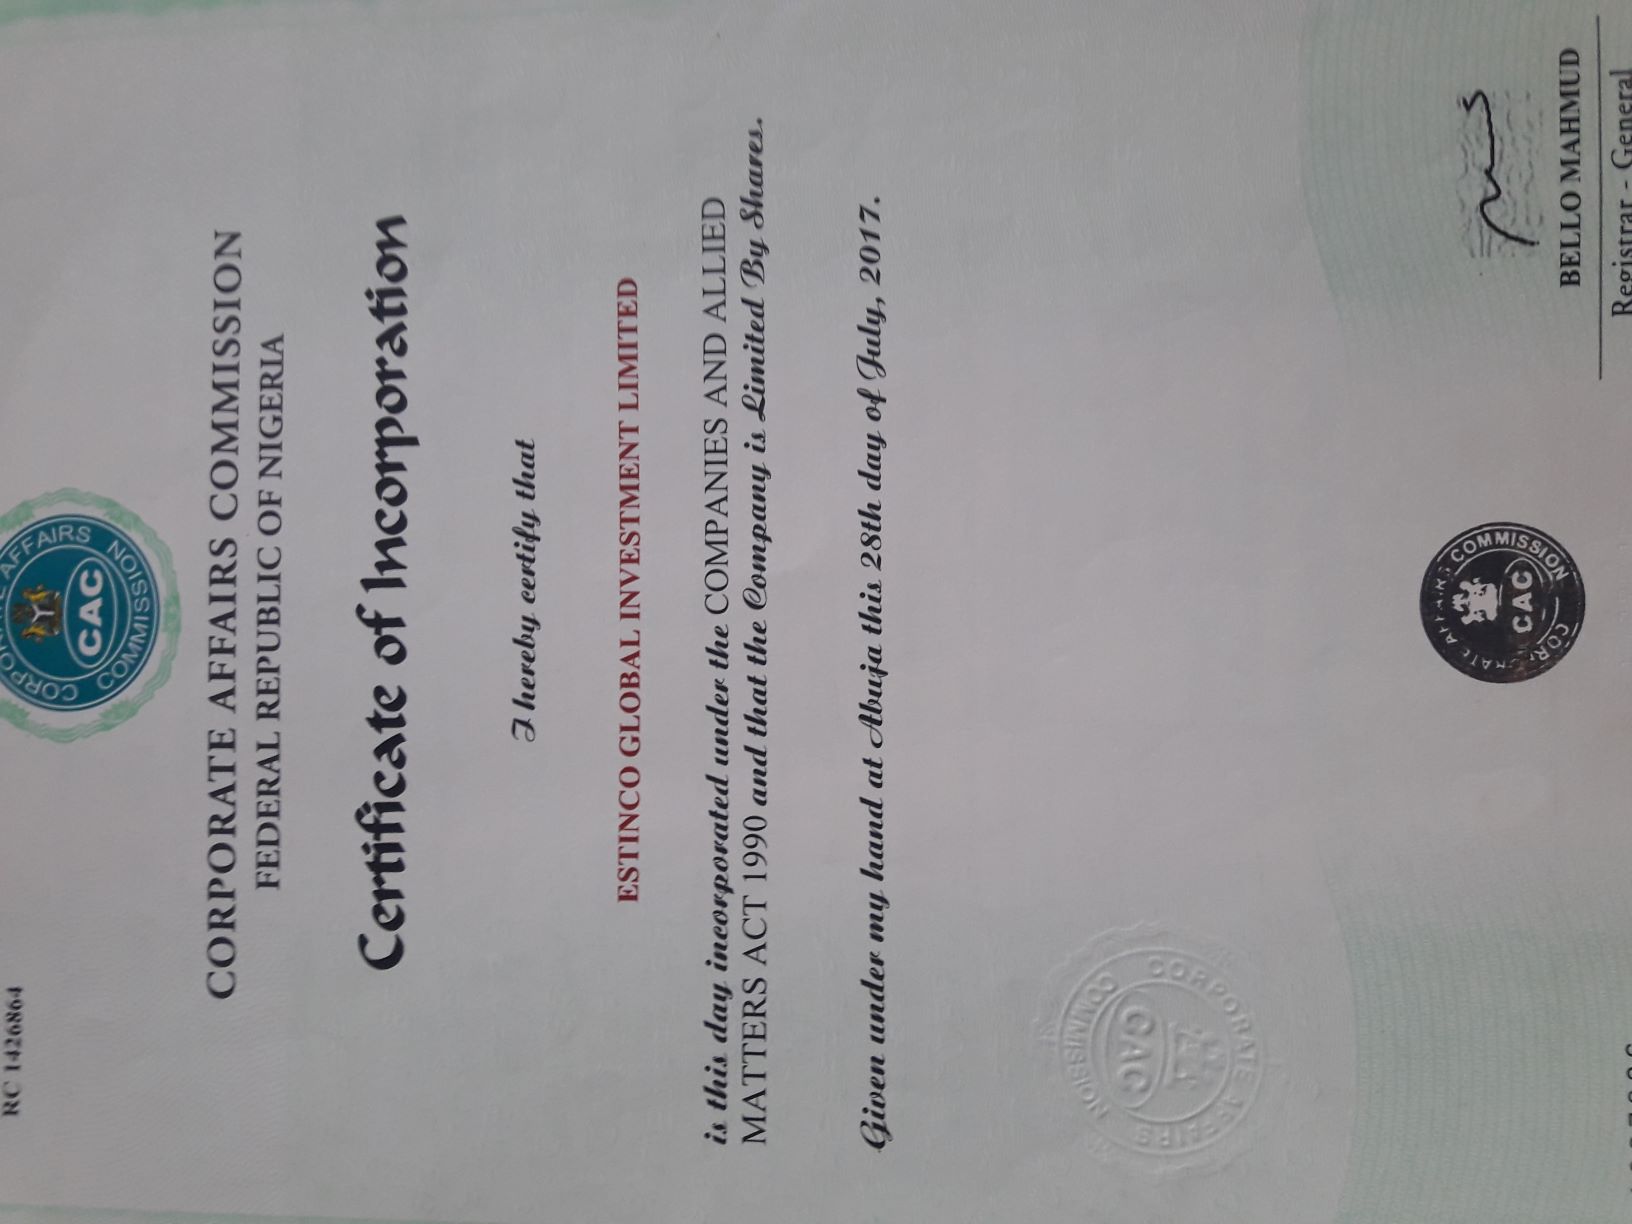 RC 1426864
CORPORATE AFFAIRS COMMISSION
CAC
CORPORATE AFFAIRS COMMISSION
FEDERAL REPUBLIC OF NIGERIA
Certificate of Incorporation
I hereby certify that
ESTINCO GLOBAL INVESTMENT LIMITED
is this day incorporated under the COMPANIES AND ALLIED
MATTERS ACT 1990 and that the Company is Limited By Shares.
Given under my hand at Abuja this 28th day of July, 2017.
CORPORATE AFFAIRS COMMISSION
CAC
CORPORATE AFFAIRS COMMISSION
CAC
BELLO MAHMUD
Registrar - General